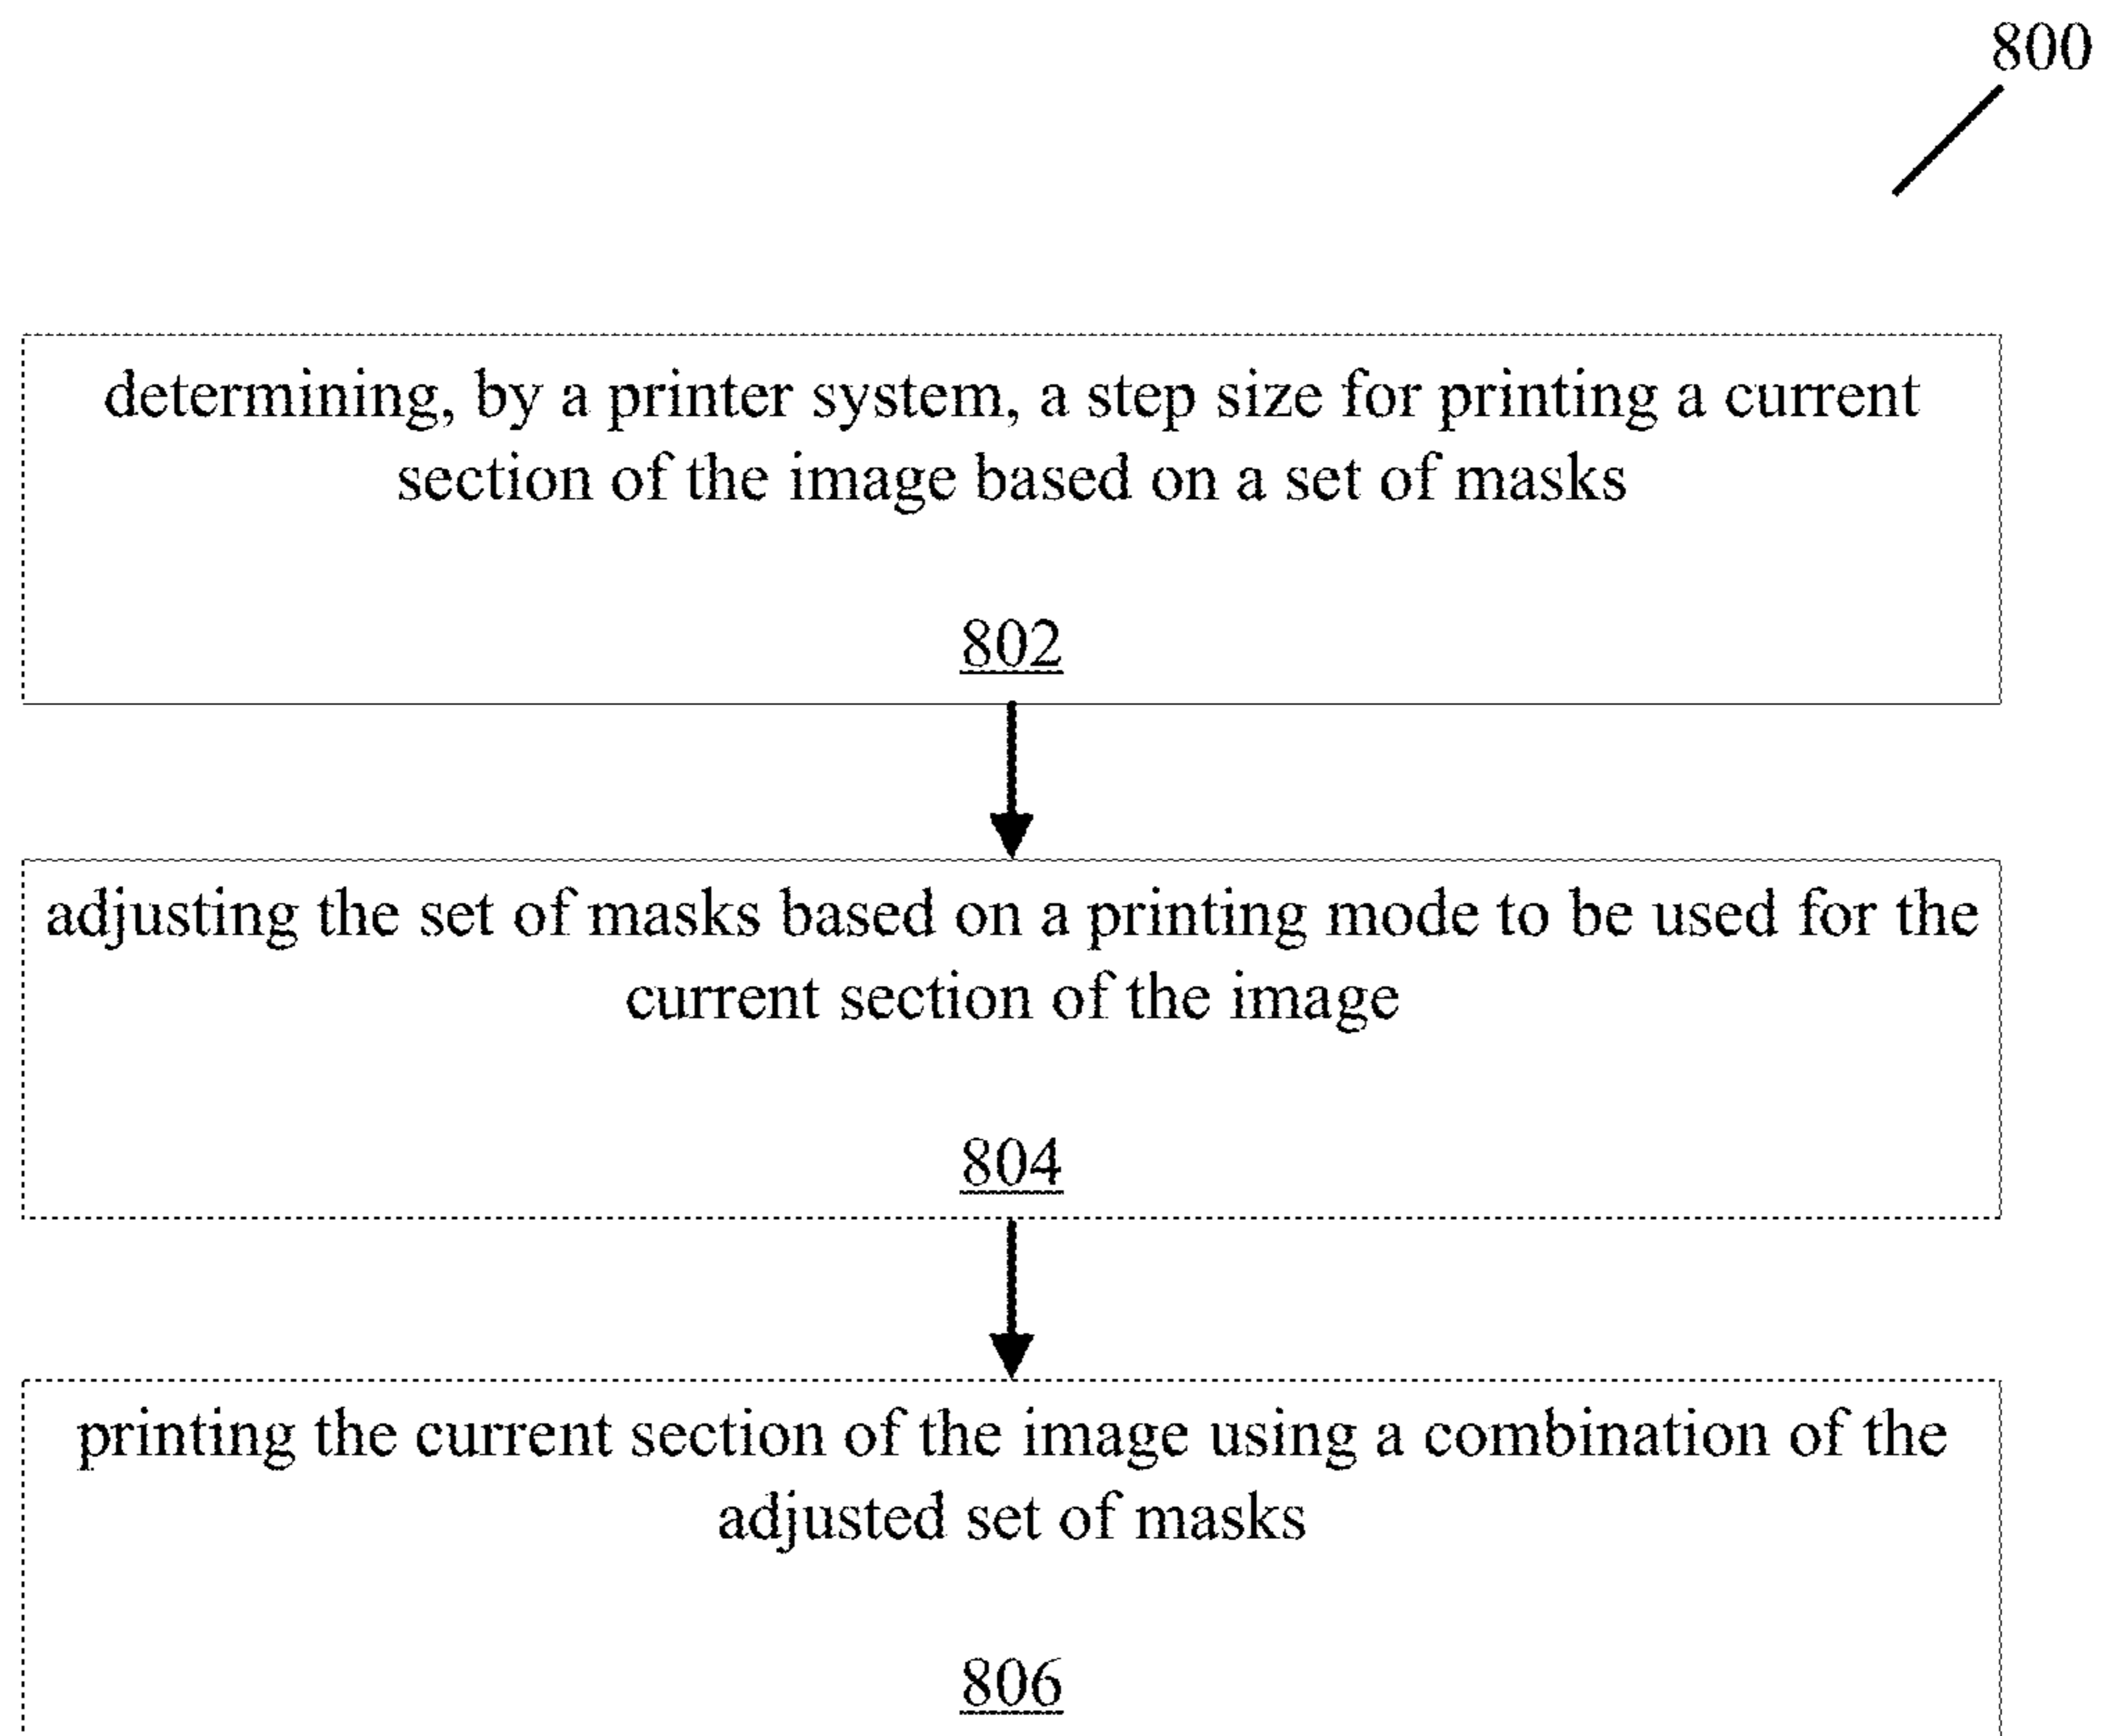 800
determining, by a printer system, a step size for printing a current
section of the image based on a set of masks
802
adjusting the set of masks based on a printing mode to be used for the
current section of the image
804
printing the current section of the image using a combination of the
adjusted set of masks
806